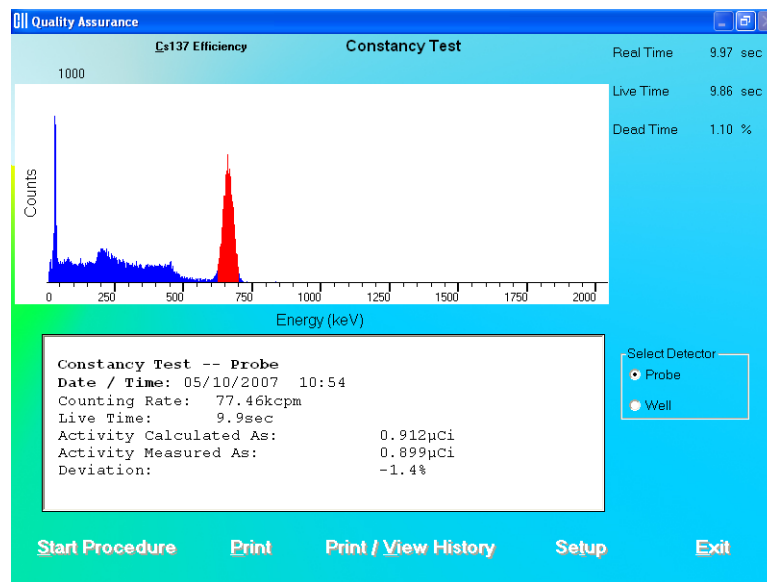 Quality Assurance
Cs137 Efficiency
Constancy Test
1000
Real Time 9.97 sec
Live Time 9.86 sec
Dead Time 1.10 %
Counts
0 250 500 750 1000 1250 1500 1750 2000
Energy (keV)
Constancy Test -- Probe
Date / Time: 05/10/2007 10:54
Counting Rate: 77.46kcpm
Live Time: 9.9sec
Activity Calculated As: 0.912µCi
Activity Measured As: 0.899µCi
Deviation: -1.4%
Select Detector
Probe
Well
Start Procedure Print Print / View History Setup Exit